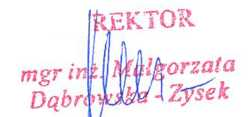 REKTOR
mgr inż. Małgorzata
Dąbrowska - Zysek